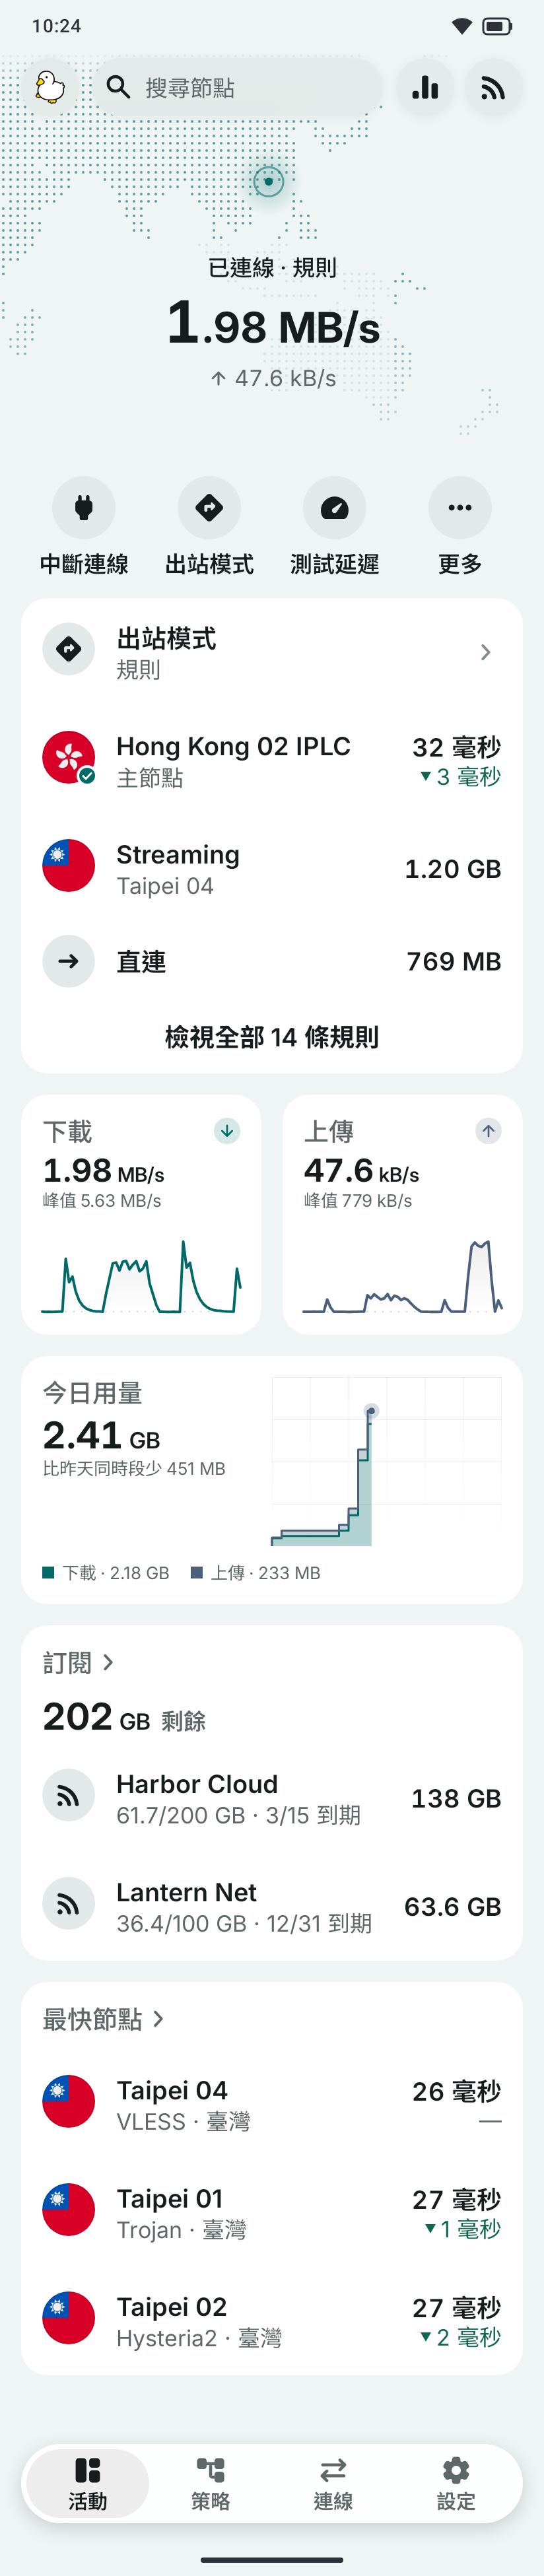 10:24
搜尋節點
已連線 · 規則
1.98 MB/s
↑ 47.6 kB/s
中斷連線 出站模式 測試延遲 更多
出站模式
規則
Hong Kong 02 IPLC 32 毫秒
主節點 ▼3 毫秒
Streaming 1.20 GB
Taipei 04
直連 769 MB
檢視全部 14 條規則
下載 上傳
1.98 MB/s 47.6 kB/s
峰值 5.63 MB/s 峰值 779 kB/s
今日用量
2.41 GB
比昨天同時段少 451 MB
下載 · 2.18 GB 上傳 · 233 MB
訂閱
202 GB 剩餘
Harbor Cloud 138 GB
61.7/200 GB · 3/15 到期
Lantern Net 63.6 GB
36.4/100 GB · 12/31 到期
最快節點
Taipei 04 26 毫秒
VLESS · 臺灣 —
Taipei 01 27 毫秒
Trojan · 臺灣 ▼1 毫秒
Taipei 02 27 毫秒
Hysteria2 · 臺灣 ▼2 毫秒
活動 策略 連線 設定